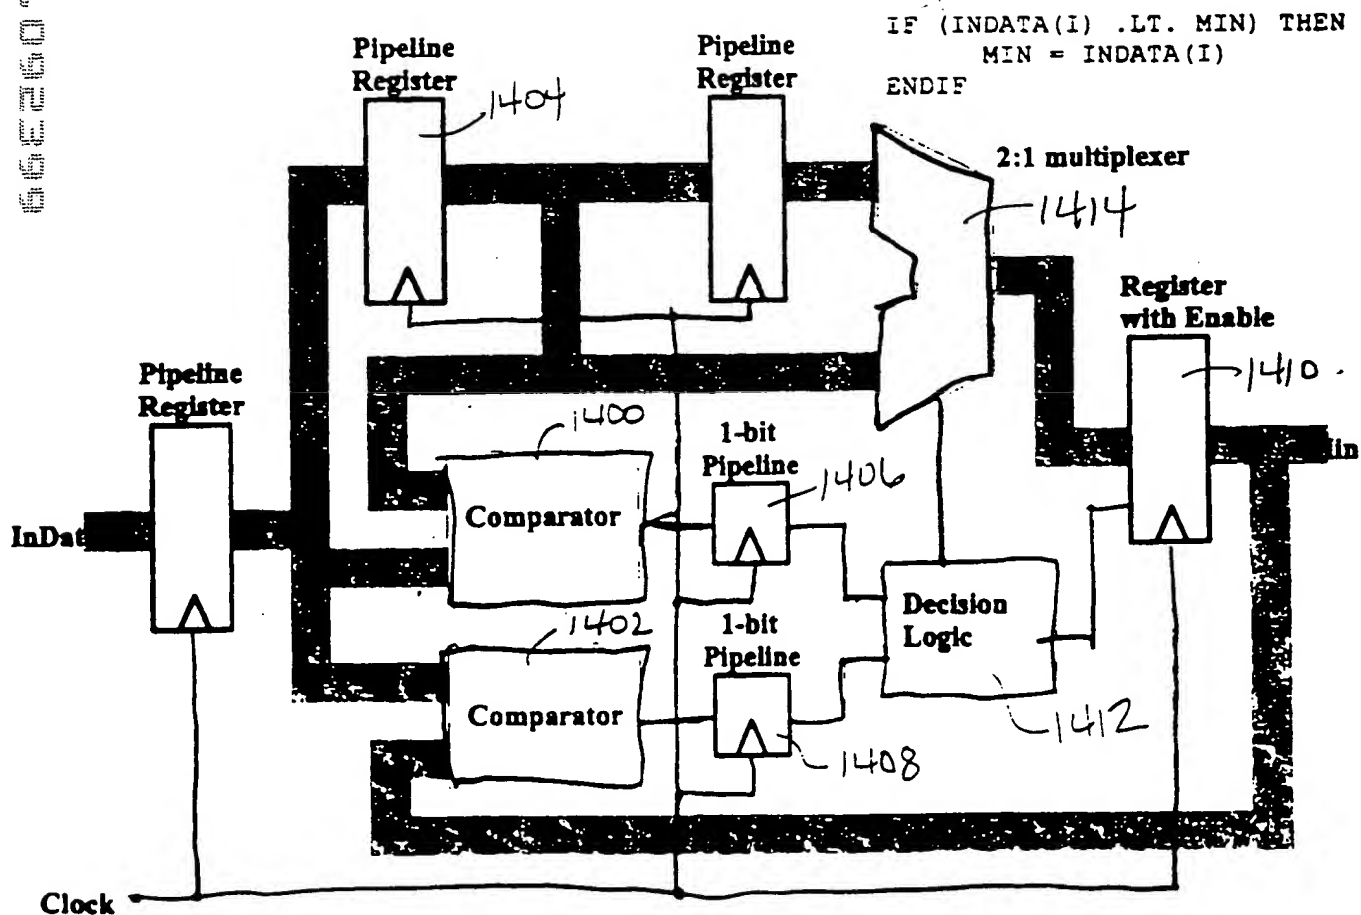 IF (INDATA(I) .LT. MIN) THEN
MIN = INDATA(I)
ENDIF
Pipeline
Register
1404
Pipeline
Register
2:1 multiplexer
1414
Register
with Enable
1410
Pipeline
Register
1400
1-bit
Pipeline
1406
Comparator
InDat
in
Decision
Logic
1402
1-bit
Pipeline
Comparator
1412
1408
Clock